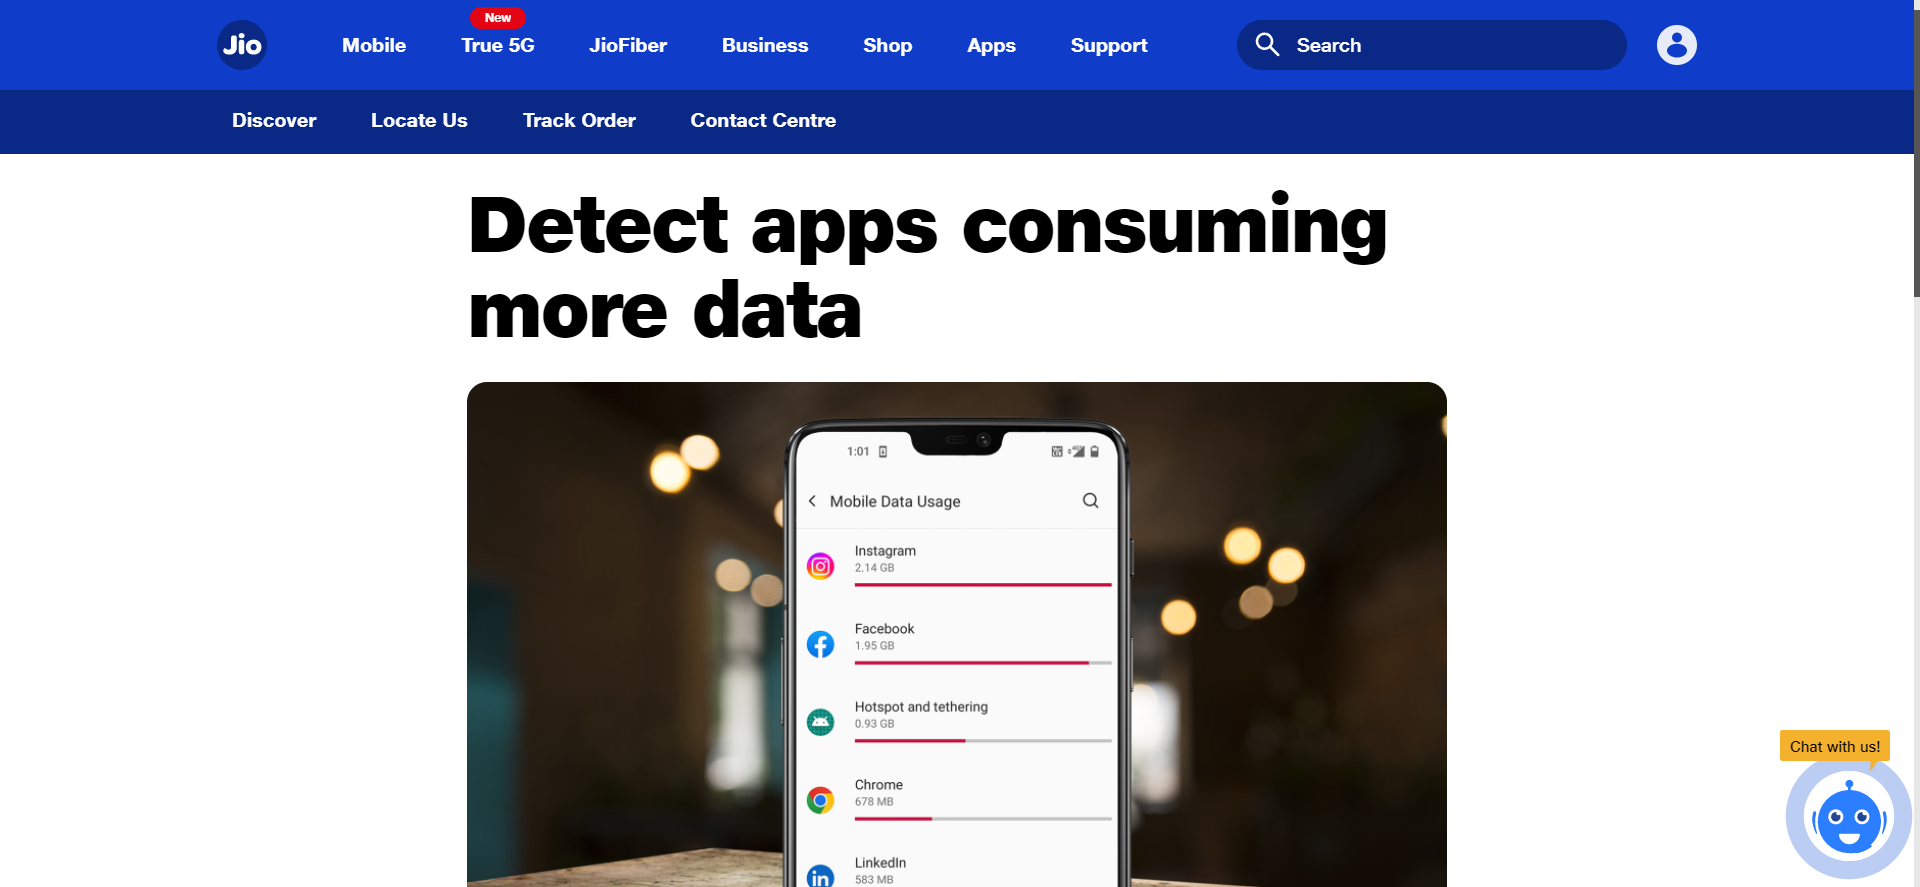 Jio
Mobile
New
True 5G
JioFiber
Business
Shop
Apps
Support
Search
Discover
Locate Us
Track Order
Contact Centre
Detect apps consuming
more data
1:01
Mobile Data Usage
Instagram
2.14 GB
Facebook
1.95 GB
Hotspot and tethering
0.93 GB
Chrome
678 MB
LinkedIn
583 MB
in
Chat with us!